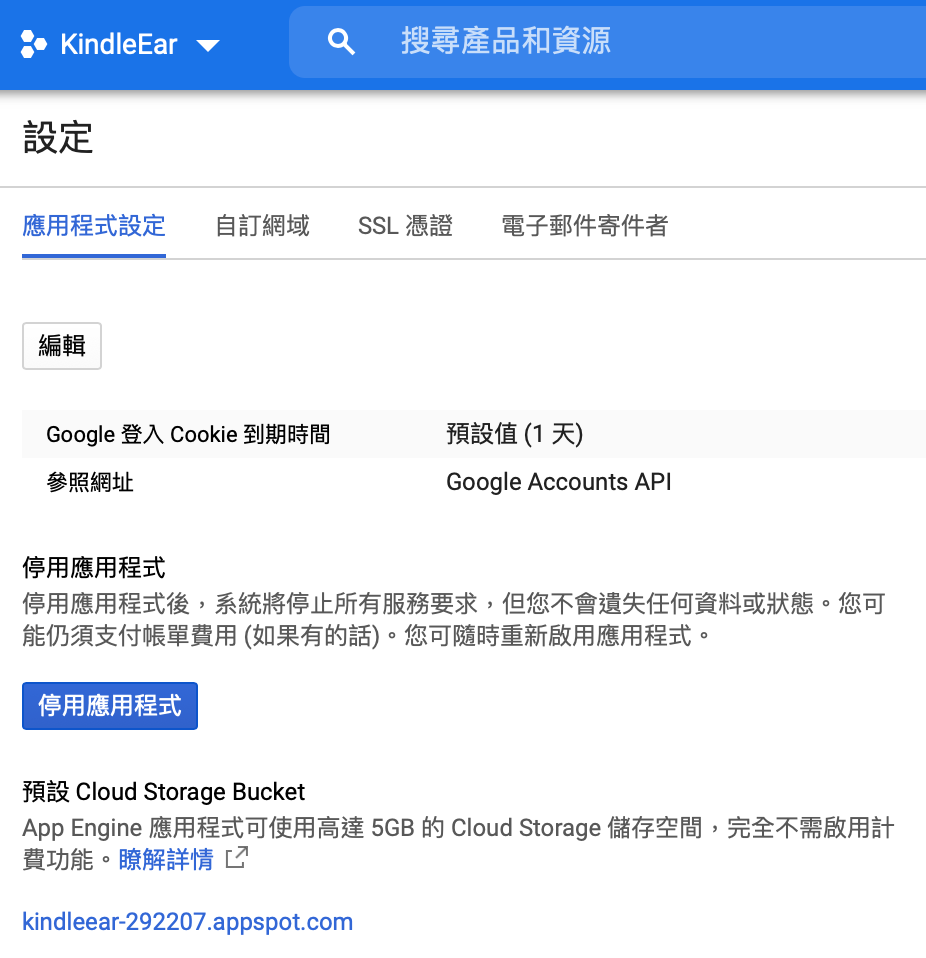 KindleEar
搜尋產品和資源
設定
應用程式設定 自訂網域 SSL 憑證 電子郵件寄件者
編輯
Google 登入 Cookie 到期時間 預設值 (1 天)
參照網址 Google Accounts API
停用應用程式
停用應用程式後，系統將停止所有服務要求，但您不會遺失任何資料或狀態。您可
能仍須支付帳單費用 (如果有的話)。您可隨時重新啟用應用程式。
停用應用程式
預設 Cloud Storage Bucket
App Engine 應用程式可使用高達 5GB 的 Cloud Storage 儲存空間，完全不需啟用計
費功能。瞭解詳情
kindleear-292207.appspot.com